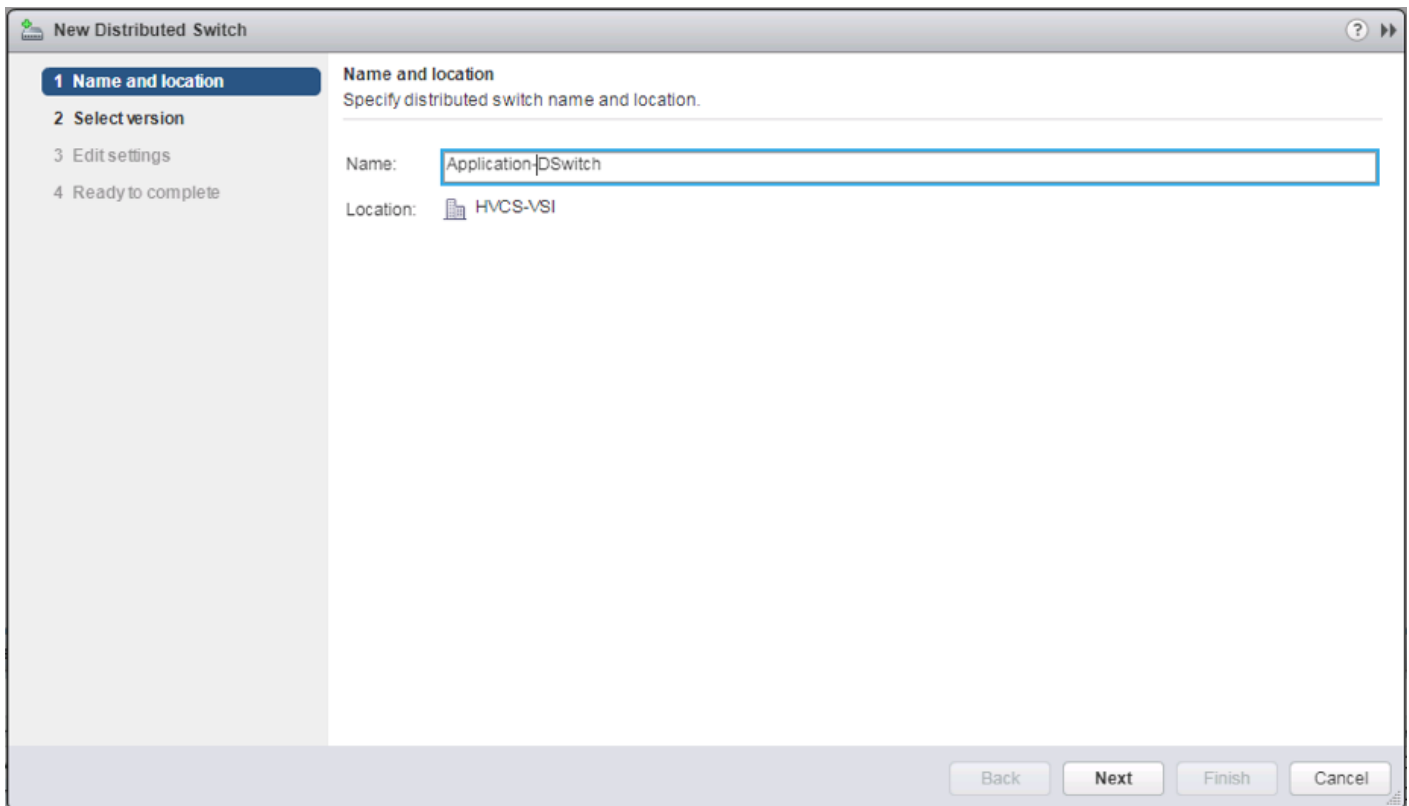 New Distributed Switch
?
1 Name and location
2 Select version
3 Edit settings
4 Ready to complete
Name and location
Specify distributed switch name and location.
Name: Application-DSwitch
Location: HVCS-VSI
Back Next Finish Cancel